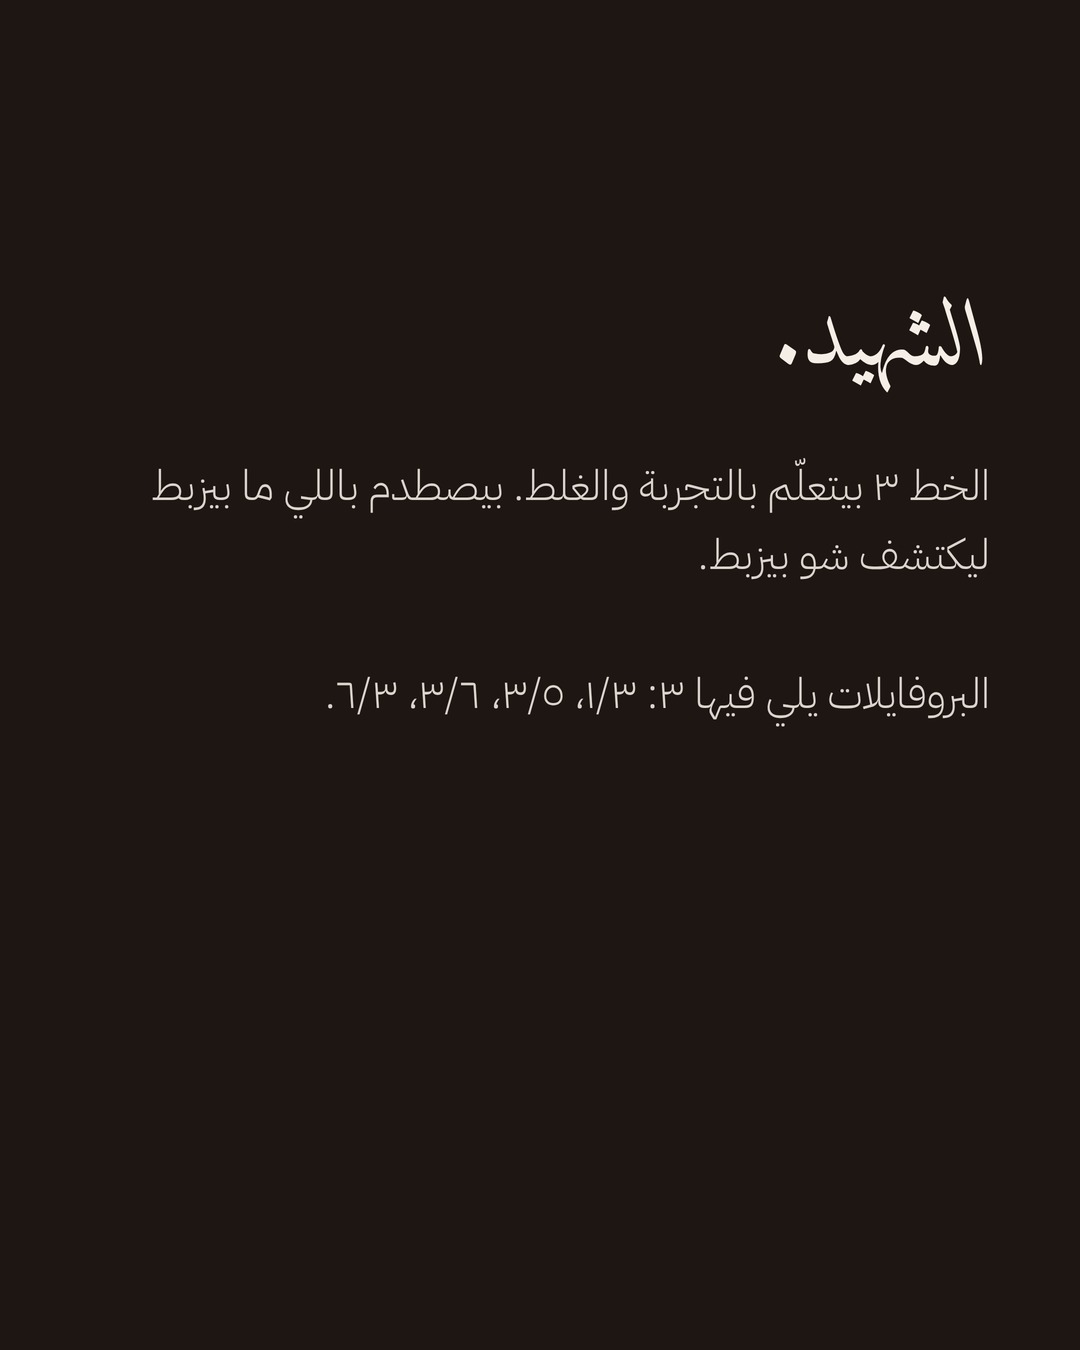 الشهيد.
الخط ٣ بيتعلّم بالتجربة والغلط. بيصطدم باللي ما بيزبط
ليكتشف شو بيزبط.
البروفايلات يلي فيها ٣: ١/٣، ٣/٥، ٣/٦، ٦/٣.